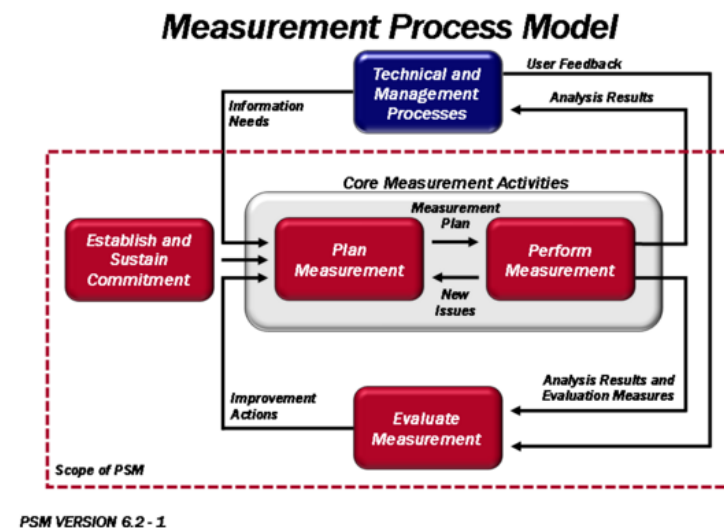 Measurement Process Model
Technical and
Management
Processes
User Feedback
Analysis Results
Information
Needs
Core Measurement Activities
Measurement
Plan
Establish and
Sustain
Commitment
Plan
Measurement
Perform
Measurement
New
Issues
Improvement
Actions
Analysis Results and
Evaluation Measures
Evaluate
Measurement
Scope of PSM
PSM VERSION 6.2 - 1